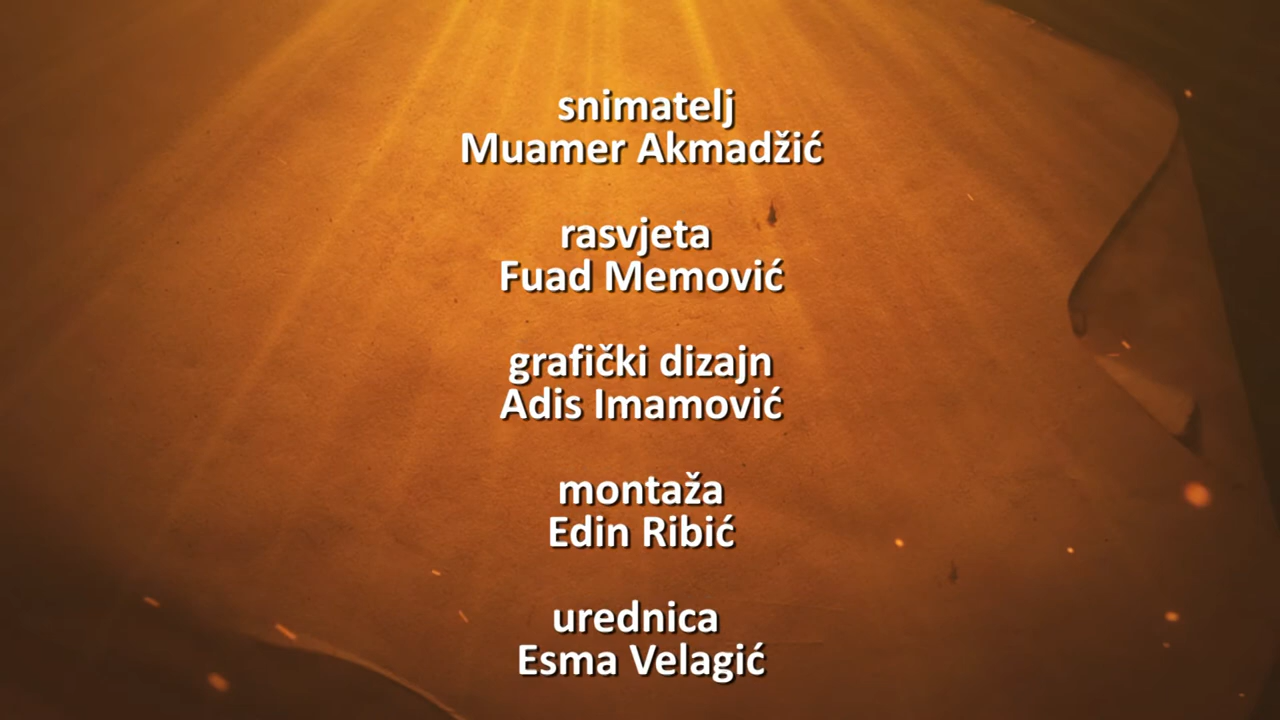 snimatelj
Muamer Akmadžić
rasvjeta
Fuad Memović
grafički dizajn
Adis Imamović
montaža
Edin Ribić
urednica
Esma Velagić